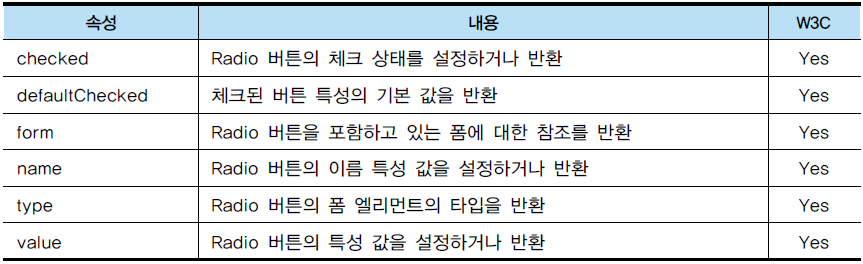 속성 내용 W3C
checked Radio 버튼의 체크 상태를 설정하거나 반환 Yes
defaultChecked 체크된 버튼 특성의 기본 값을 반환 Yes
form Radio 버튼을 포함하고 있는 폼에 대한 참조를 반환 Yes
name Radio 버튼의 이름 특성 값을 설정하거나 반환 Yes
type Radio 버튼의 폼 엘리먼트의 타입을 반환 Yes
value Radio 버튼의 특성 값을 설정하거나 반환 Yes